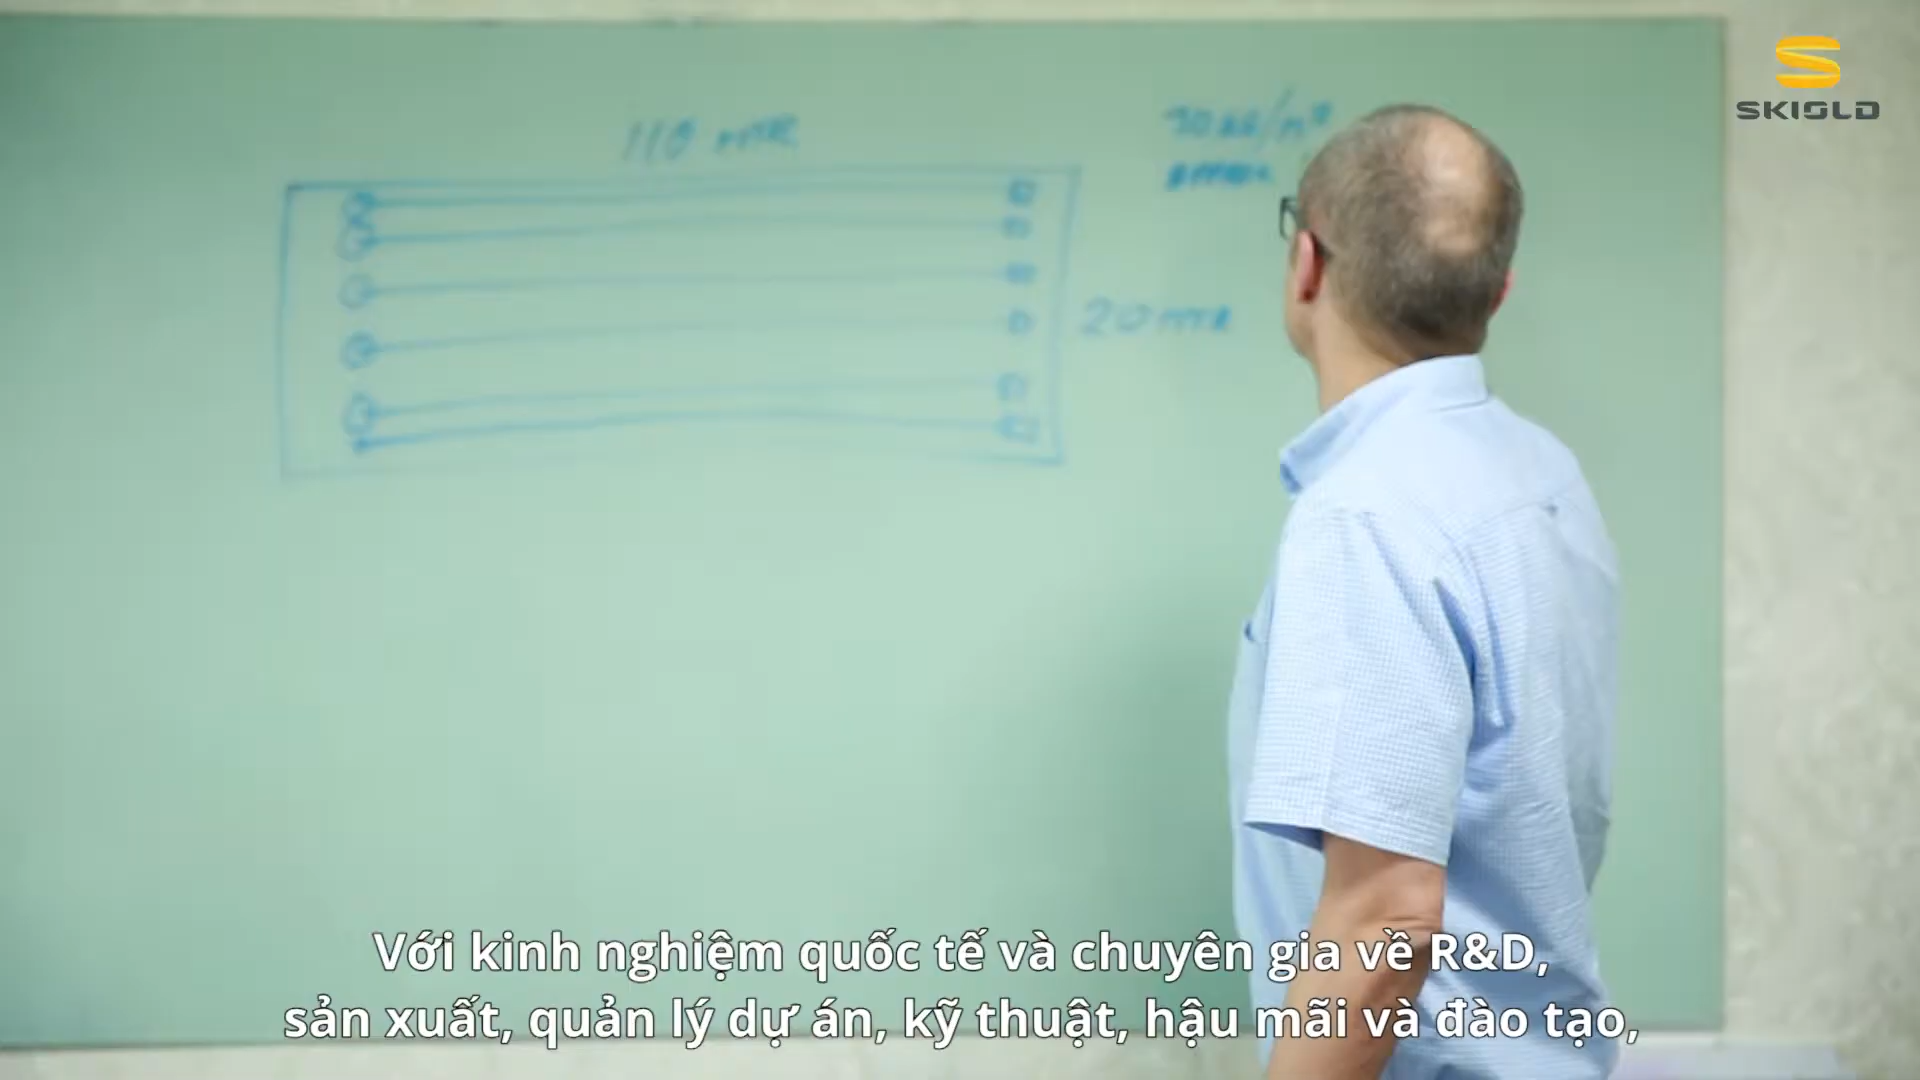 SKIOLD
110 MTR
20 MTR
Với kinh nghiệm quốc tế và chuyên gia về R&D,
sản xuất, quản lý dự án, kỹ thuật, hậu mãi và đào tạo,